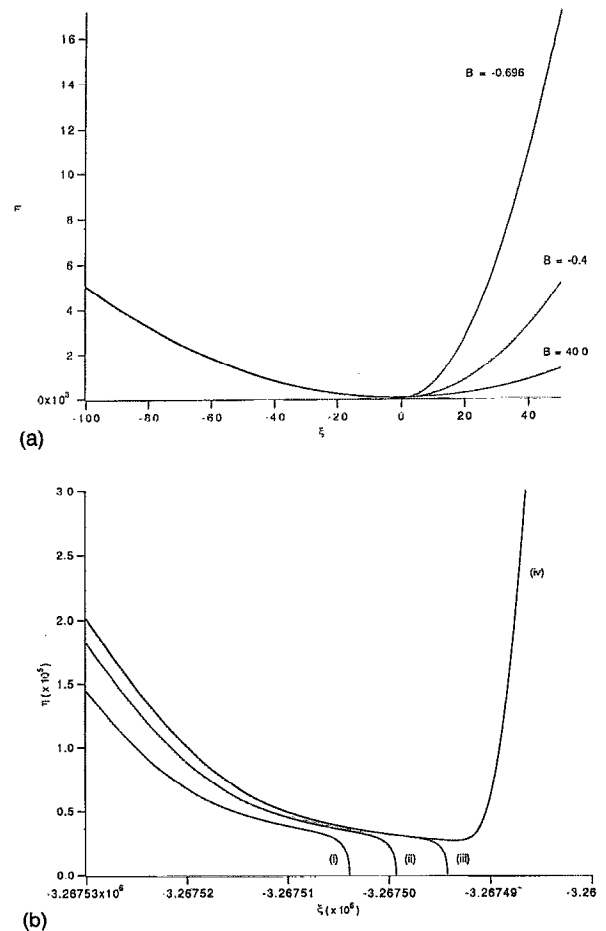 16
14
12
10
8
6
4
2
0x10³
η
B = -0.696
B = -0.4
B = 40 0
-100
-80
-60
-40
-20
0
20
40
ξ
(a)
3.0
2.5
2.0
1.5
1.0
0.5
0.0
η(x 10⁵)
(i)
(ii)
(iii)
(iv)
-3.26753x10⁶
-3.26752
-3.26751
-3.26750
-3.26749
-3.26
ξ(x 10⁶)
(b)